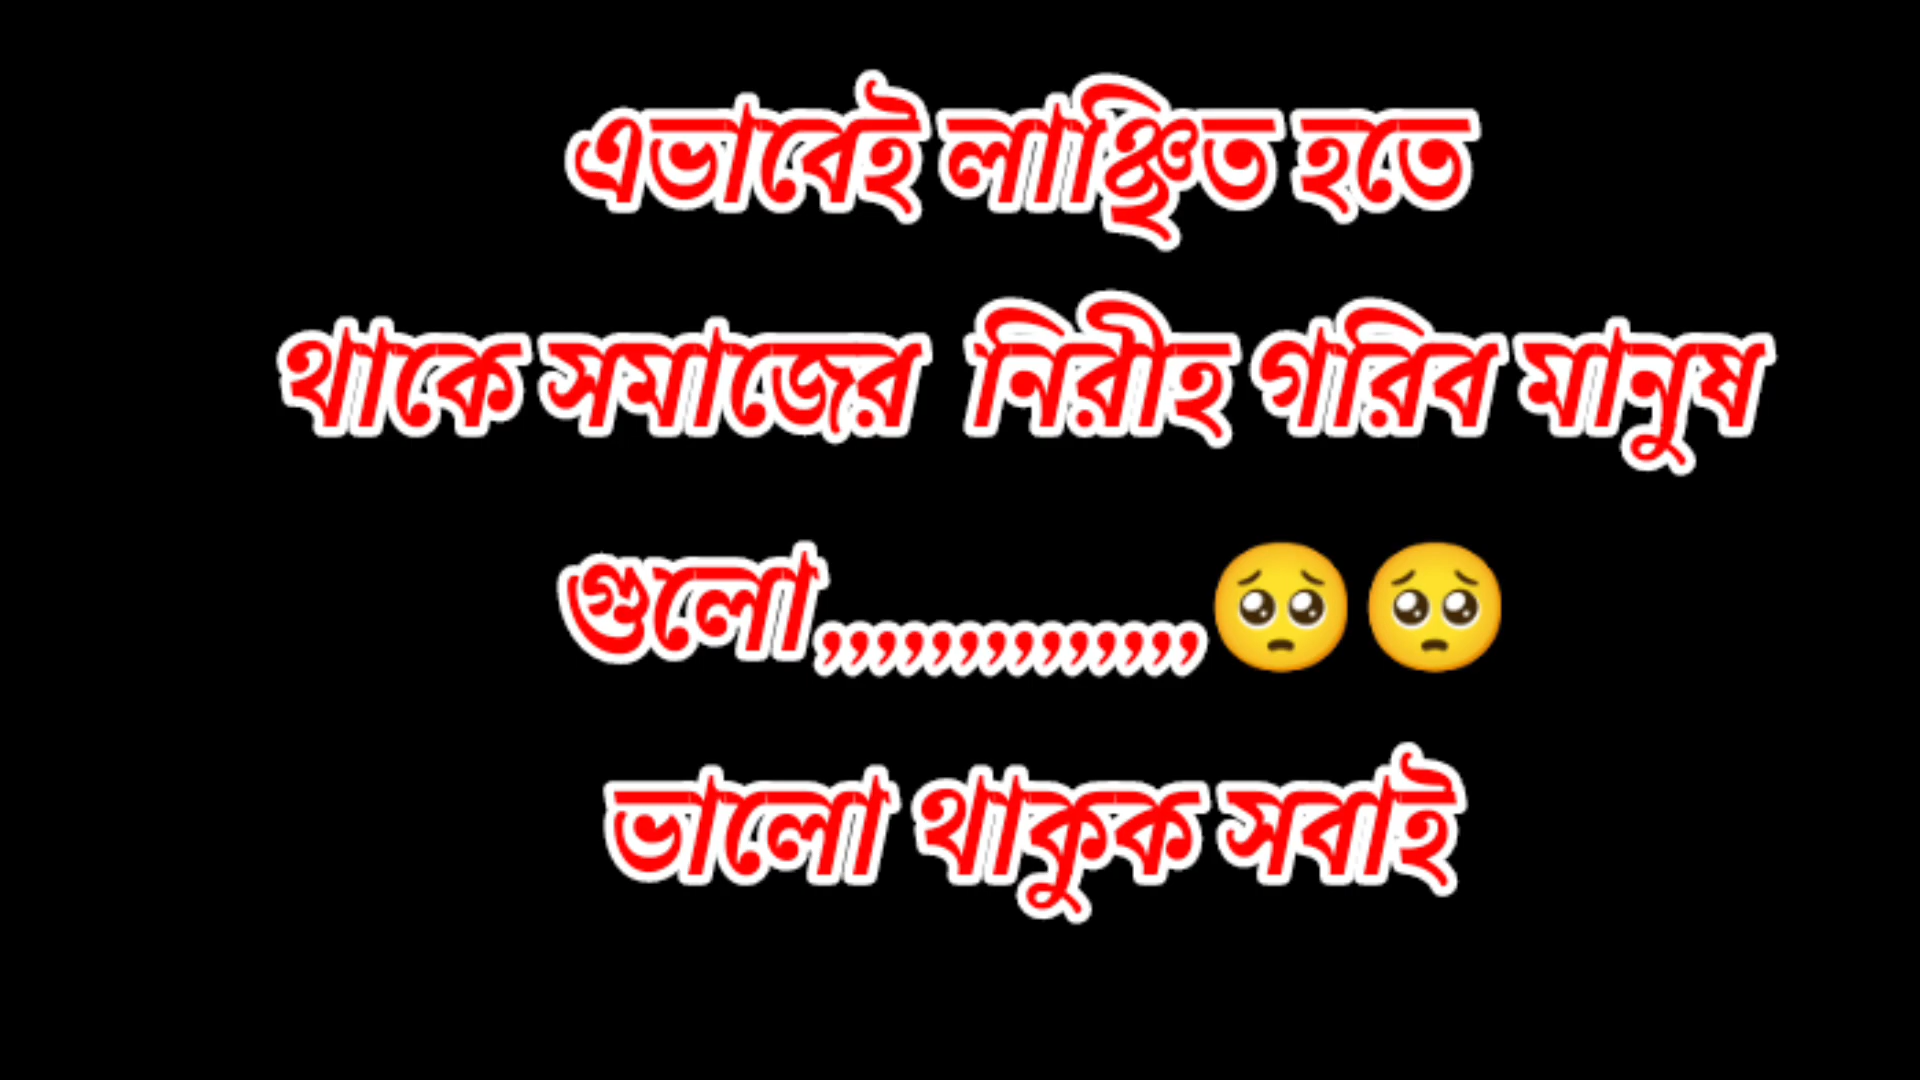 এভাবেই লাঞ্ছিত হতে
থাকে সমাজের নিরীহ গরিব মানুষ
গুলো,,,,,,,,,,,,,,🥺🥺
ভালো থাকুক সবাই